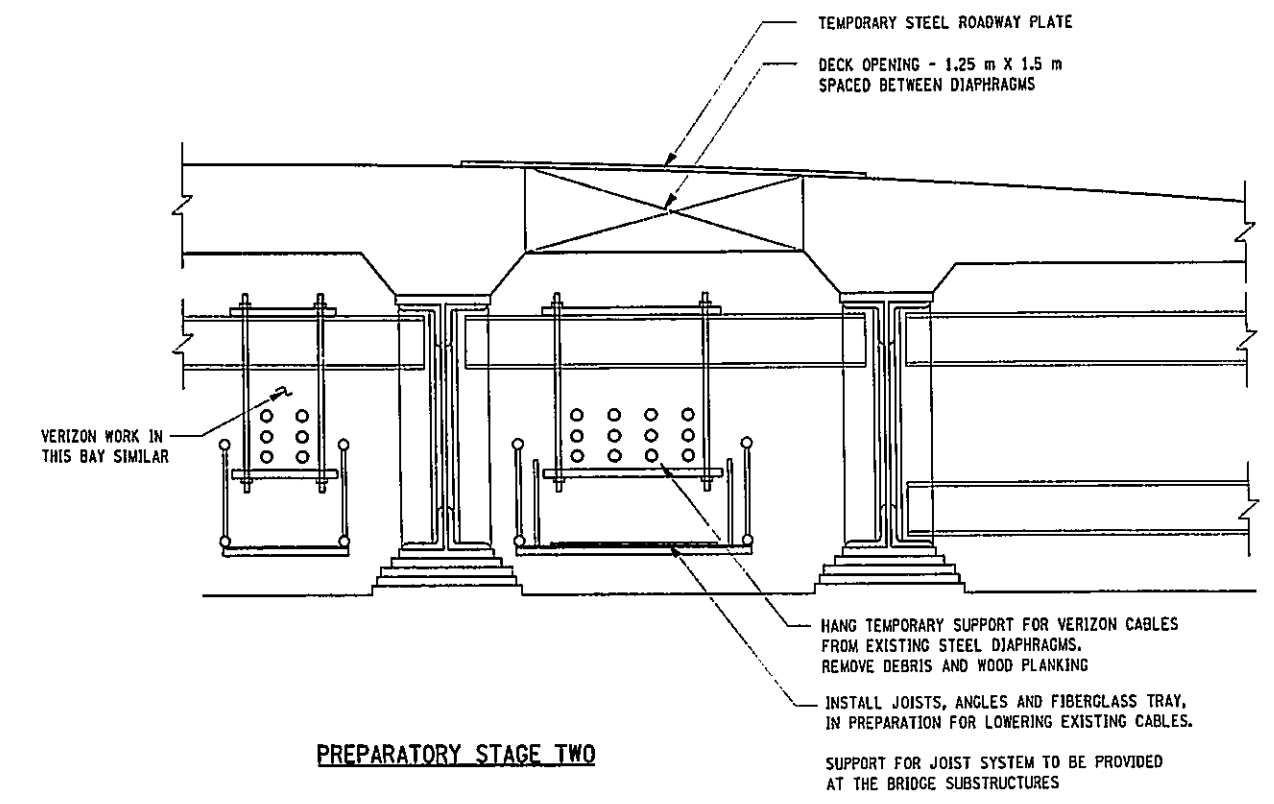 TEMPORARY STEEL ROADWAY PLATE
DECK OPENING - 1.25 m X 1.5 m
SPACED BETWEEN DIAPHRAGMS
VERIZON WORK IN
THIS BAY SIMILAR
HANG TEMPORARY SUPPORT FOR VERIZON CABLES
FROM EXISTING STEEL DIAPHRAGMS.
REMOVE DEBRIS AND WOOD PLANKING
INSTALL JOISTS, ANGLES AND FIBERGLASS TRAY,
IN PREPARATION FOR LOWERING EXISTING CABLES.
SUPPORT FOR JOIST SYSTEM TO BE PROVIDED
AT THE BRIDGE SUBSTRUCTURES
PREPARATORY STAGE TWO